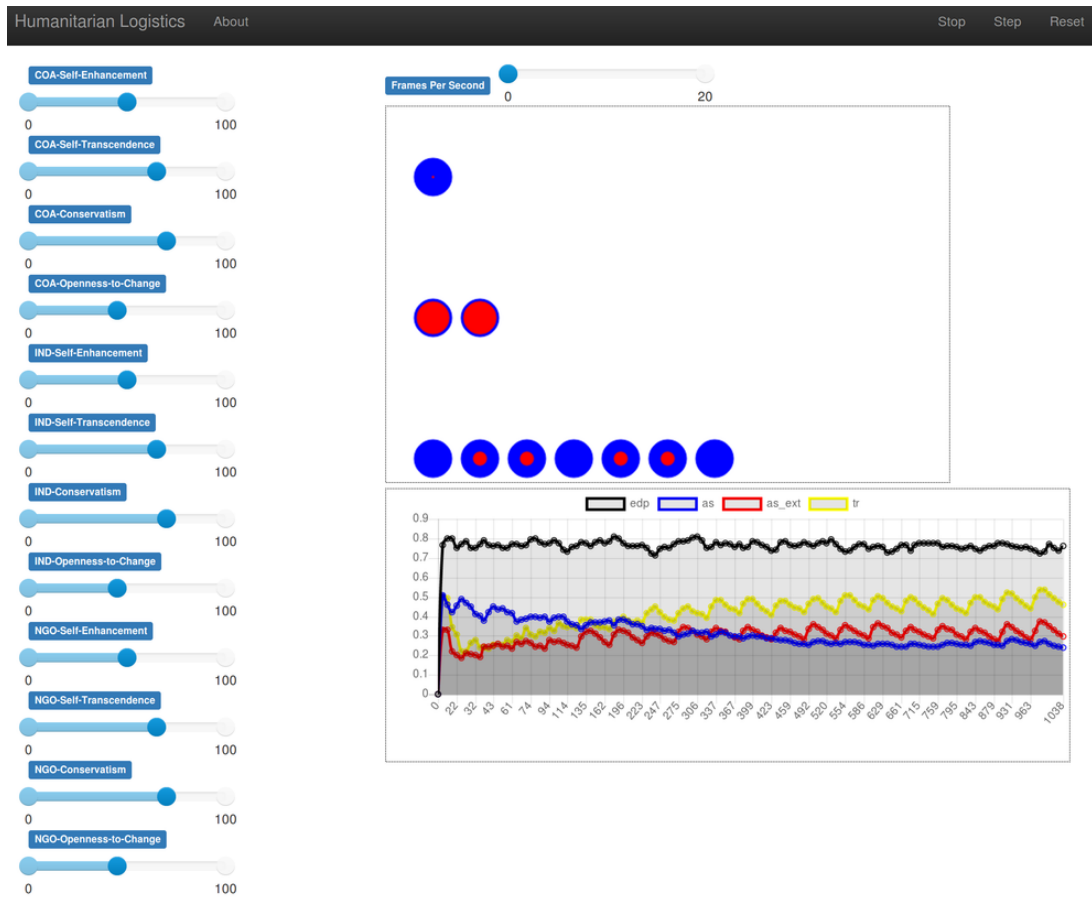 Humanitarian Logistics About Stop Step Reset
COA-Self-Enhancement
0 100
COA-Self-Transcendence
0 100
COA-Conservatism
0 100
COA-Openness-to-Change
0 100
IND-Self-Enhancement
0 100
IND-Self-Transcendence
0 100
IND-Conservatism
0 100
IND-Openness-to-Change
0 100
NGO-Self-Enhancement
0 100
NGO-Self-Transcendence
0 100
NGO-Conservatism
0 100
NGO-Openness-to-Change
0 100
Frames Per Second
0 20
edp as as_ext tr
0.9
0.8
0.7
0.6
0.5
0.4
0.3
0.2
0.1
0
0 22 32 43 61 74 94 114 135 162 196 223 247 275 306 337 367 399 423 459 492 520 554 586 629 661 715 759 795 843 879 931 963 1038